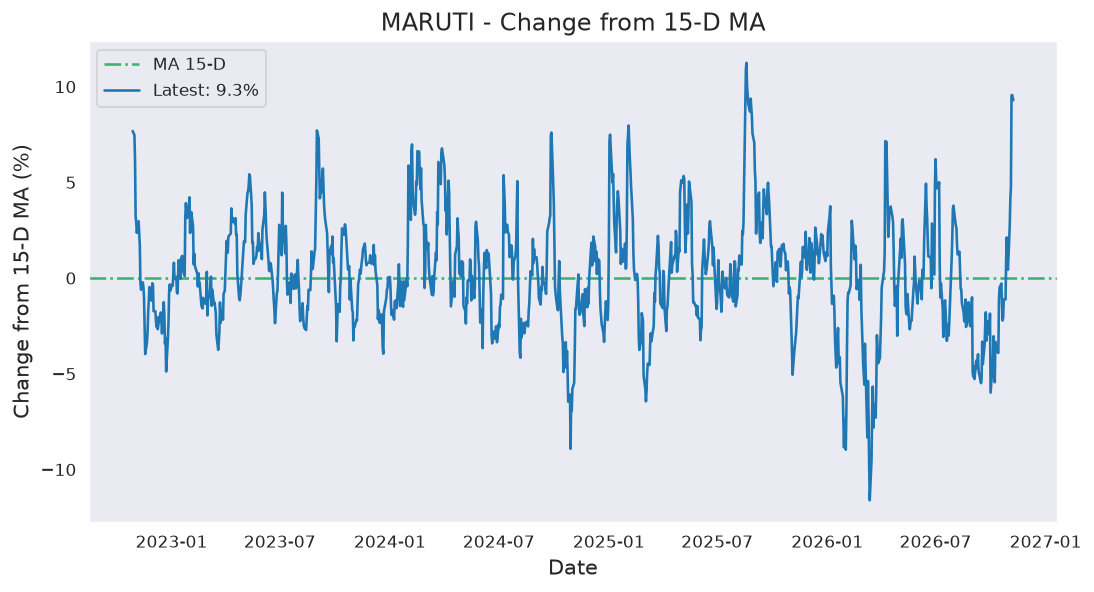 MARUTI - Change from 15-D MA
MA 15-D
Latest: 9.3%
Change from 15-D MA (%)
10
5
0
−5
−10
2023-01
2023-07
2024-01
2024-07
2025-01
2025-07
2026-01
2026-07
2027-01
Date